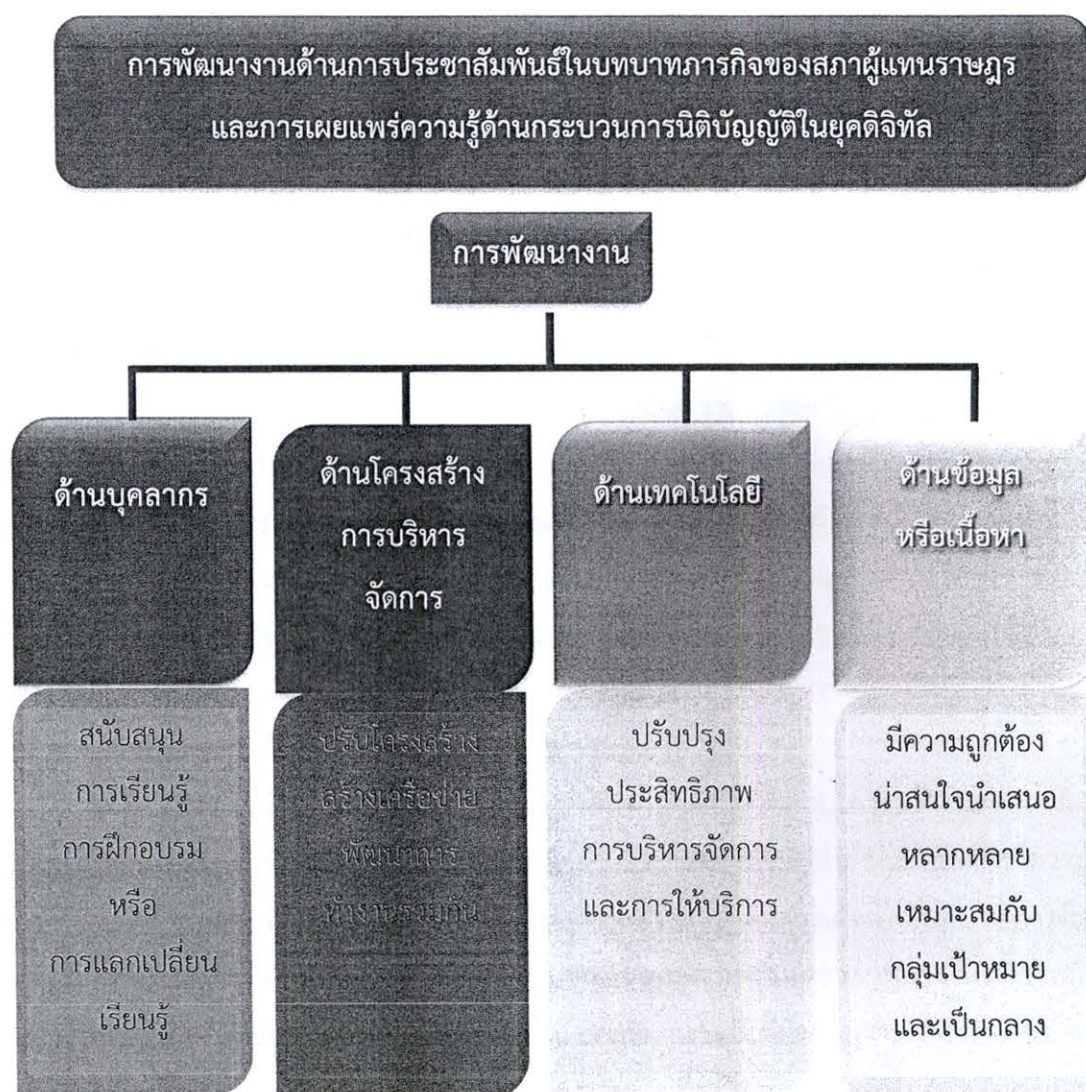 การพัฒนางานด้านการประชาสัมพันธ์ในบทบาทภารกิจของสภาผู้แทนราษฎร
และการเผยแพร่ความรู้ด้านกระบวนการนิติบัญญัติในยุคดิจิทัล
การพัฒนางาน
ด้านบุคลากร
ด้านโครงสร้าง
การบริหาร
จัดการ
ด้านเทคโนโลยี
ด้านข้อมูล
หรือเนื้อหา
สนับสนุน
การเรียนรู้
การฝึกอบรม
หรือ
การแลกเปลี่ยน
เรียนรู้
ปรับโครงสร้าง
สร้างเครือข่าย
พัฒนาการ
ทำงานร่วมกัน
ปรับปรุง
ประสิทธิภาพ
การบริหารจัดการ
และการให้บริการ
มีความถูกต้อง
น่าสนใจนำเสนอ
หลากหลาย
เหมาะสมกับ
กลุ่มเป้าหมาย
และเป็นกลาง